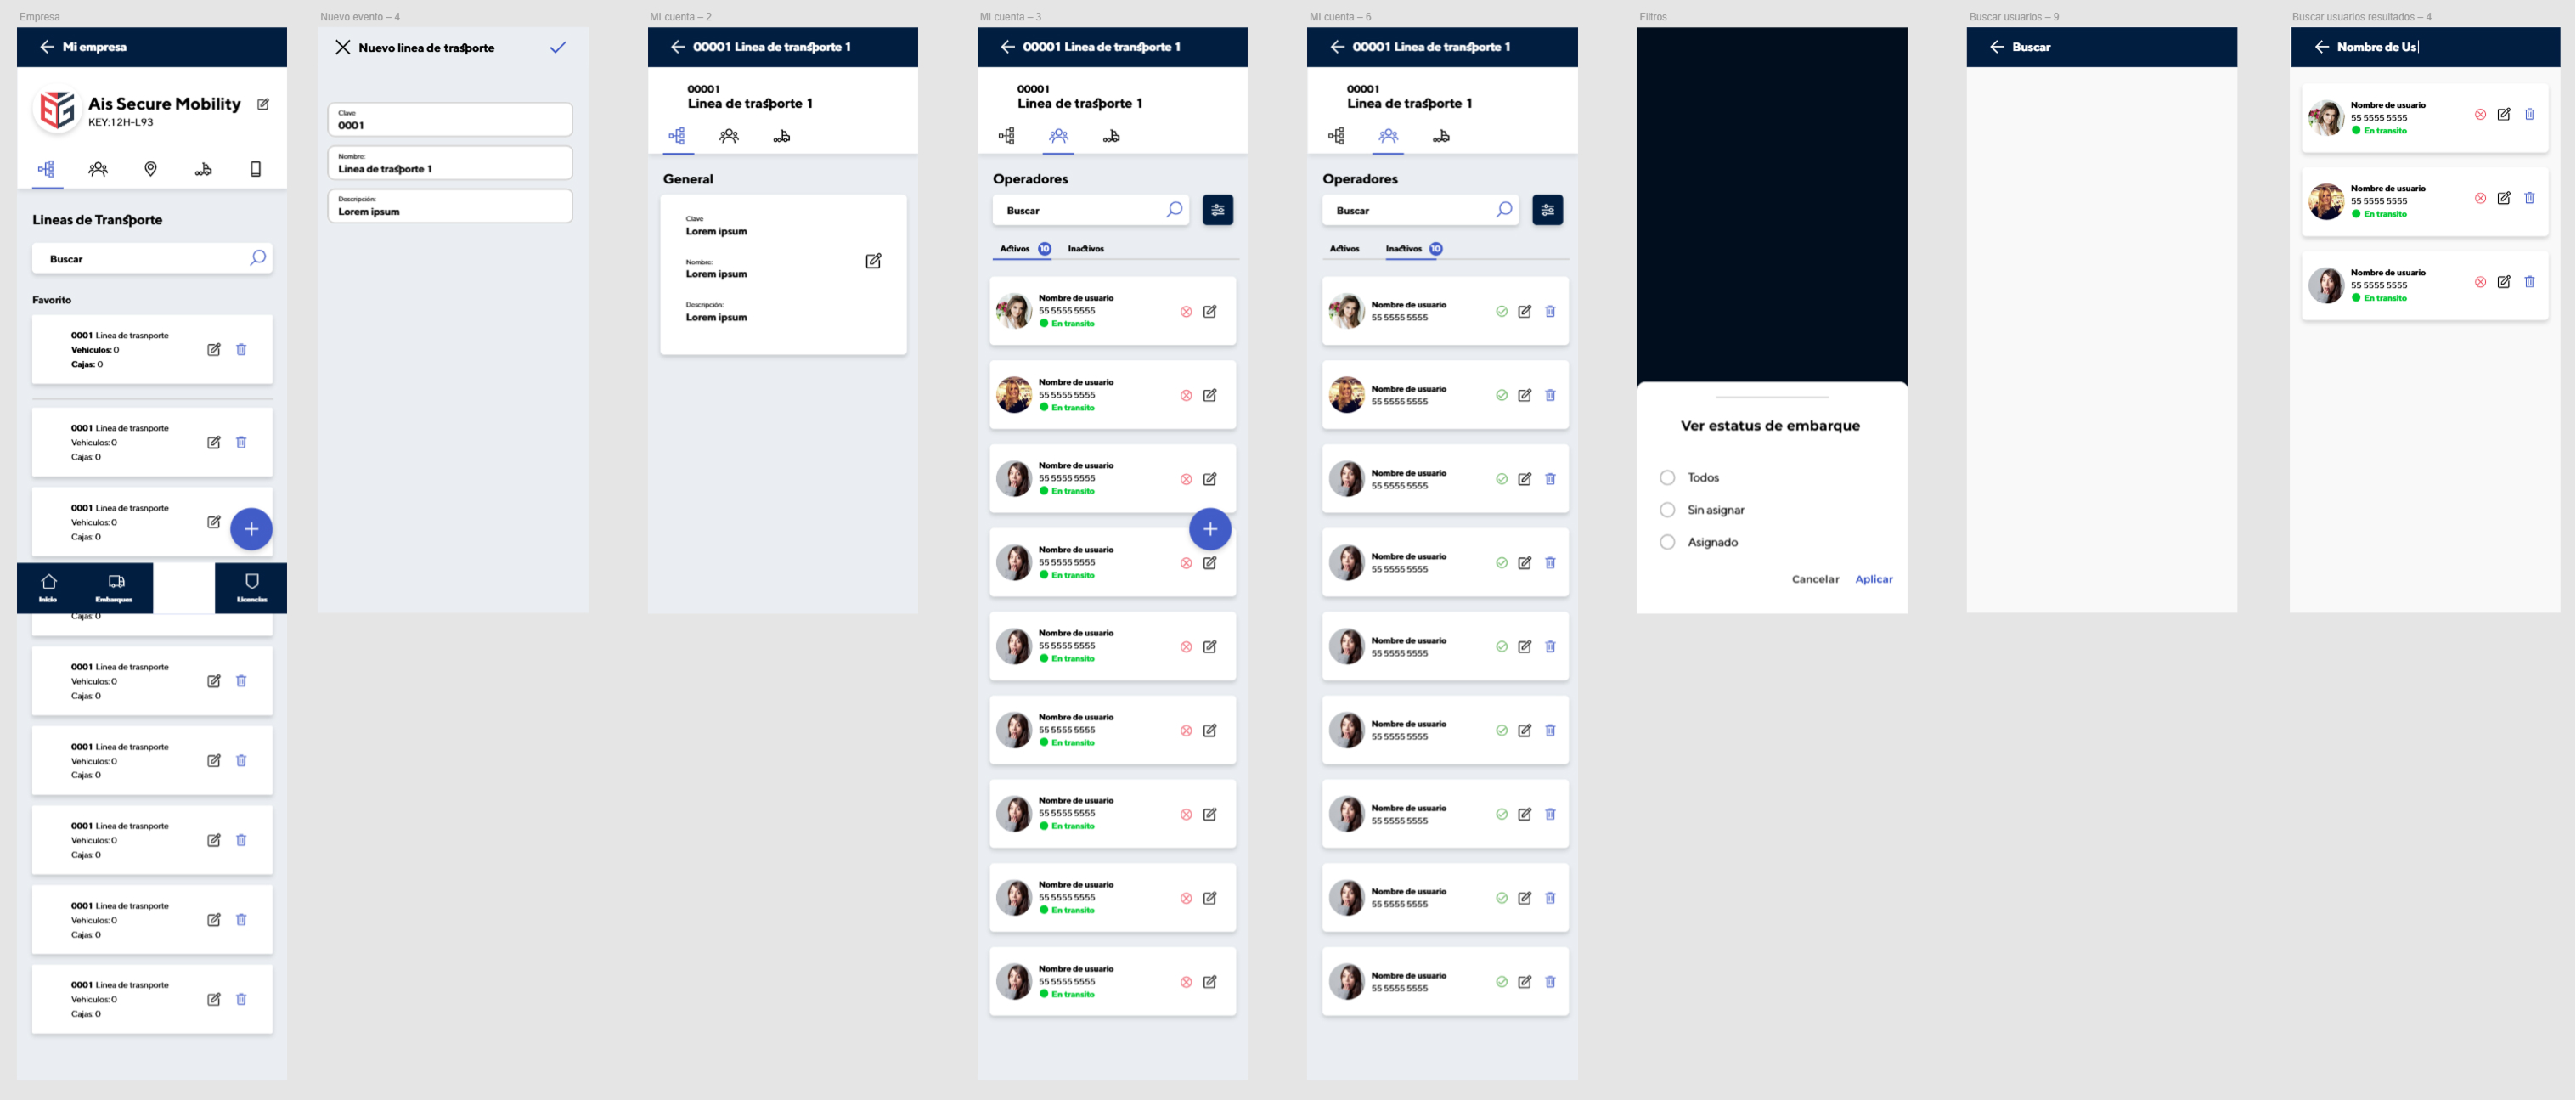 Empresa
Mi empresa
Ais Secure Mobility
KEY:12H-L93
Lineas de Transporte
Buscar
Favorito
0001 Linea de trasnporte
Vehiculos: 0
Cajas: 0
0001 Linea de trasnporte
Vehiculos: 0
Cajas: 0
0001 Linea de trasnporte
Vehiculos: 0
Cajas: 0
Inicio
Embarques
Licencias
Cajas: 0
0001 Linea de trasnporte
Vehiculos: 0
Cajas: 0
0001 Linea de trasnporte
Vehiculos: 0
Cajas: 0
0001 Linea de trasnporte
Vehiculos: 0
Cajas: 0
0001 Linea de trasnporte
Vehiculos: 0
Cajas: 0
0001 Linea de trasnporte
Vehiculos: 0
Cajas: 0
Nuevo evento – 4
Nuevo linea de trasporte
Clave
0001
Nombre:
Linea de trasporte 1
Descripción:
Lorem ipsum
MI cuenta – 2
00001 Linea de transporte 1
00001
Linea de trasporte 1
General
Clave
Lorem ipsum
Nombre:
Lorem ipsum
Descripción:
Lorem ipsum
MI cuenta – 3
00001 Linea de transporte 1
00001
Linea de trasporte 1
Operadores
Buscar
Activos 10 Inactivos
Nombre de usuario
55 5555 5555
En transito
Nombre de usuario
55 5555 5555
En transito
Nombre de usuario
55 5555 5555
En transito
Nombre de usuario
55 5555 5555
En transito
Nombre de usuario
55 5555 5555
En transito
Nombre de usuario
55 5555 5555
En transito
Nombre de usuario
55 5555 5555
En transito
Nombre de usuario
55 5555 5555
En transito
Nombre de usuario
55 5555 5555
En transito
MI cuenta – 6
00001 Linea de transporte 1
00001
Linea de trasporte 1
Operadores
Buscar
Activos Inactivos 10
Nombre de usuario
55 5555 5555
Nombre de usuario
55 5555 5555
Nombre de usuario
55 5555 5555
Nombre de usuario
55 5555 5555
Nombre de usuario
55 5555 5555
Nombre de usuario
55 5555 5555
Nombre de usuario
55 5555 5555
Nombre de usuario
55 5555 5555
Nombre de usuario
55 5555 5555
Filtros
Ver estatus de embarque
Todos
Sin asignar
Asignado
Cancelar Aplicar
Buscar usuarios – 9
Buscar
Buscar usuarios resultados – 4
Nombre de Us
Nombre de usuario
55 5555 5555
En transito
Nombre de usuario
55 5555 5555
En transito
Nombre de usuario
55 5555 5555
En transito